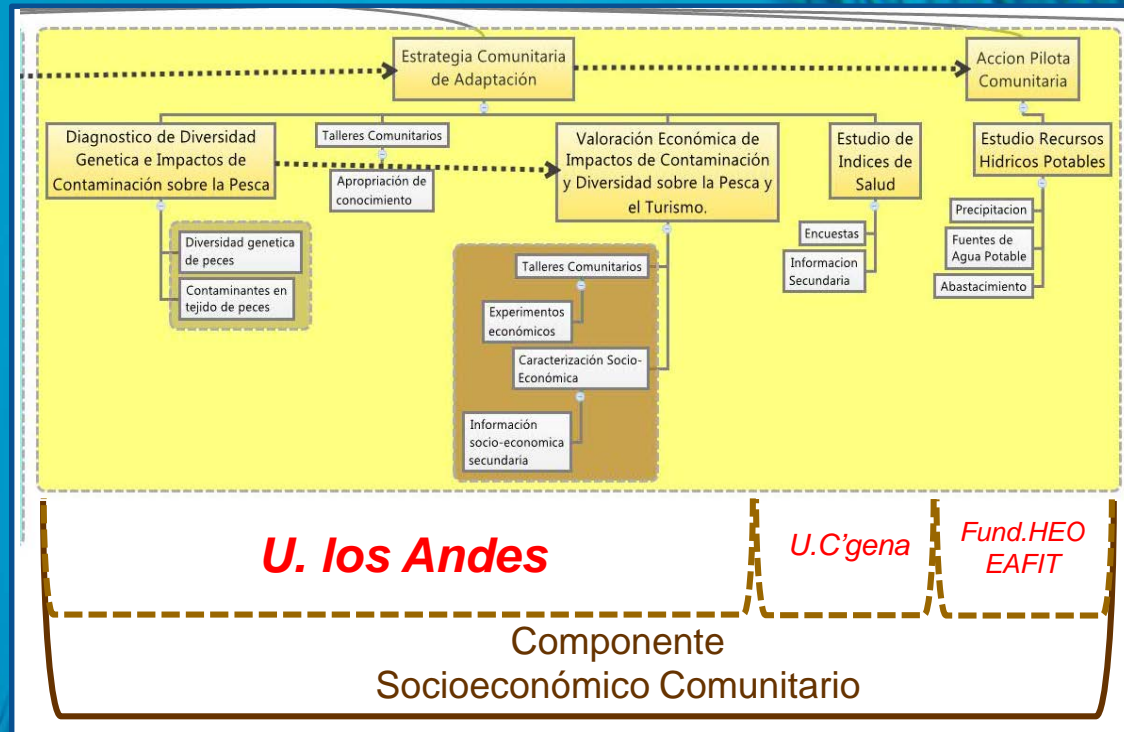 Estrategia Comunitaria
de Adaptación
Accion Pilota
Comunitaria
Diagnostico de Diversidad
Genetica e Impactos de
Contaminación sobre la Pesca
Talleres Comunitarios
Apropriación de
conocimiento
Valoración Económica de
Impactos de Contaminación
y Diversidad sobre la Pesca y
el Turismo.
Estudio de
Indices de
Salud
Estudio Recursos
Hidricos Potables
Diversidad genetica
de peces
Contaminantes en
tejido de peces
Talleres Comunitarios
Experimentos
económicos
Caracterización Socio-
Económica
Información
socio-economica
secundaria
Encuestas
Informacion
Secundaria
Precipitacion
Fuentes de
Agua Potable
Abastacimiento
U. los Andes
U.C'gena
Fund.HEO
EAFIT
Componente
Socioeconómico Comunitario